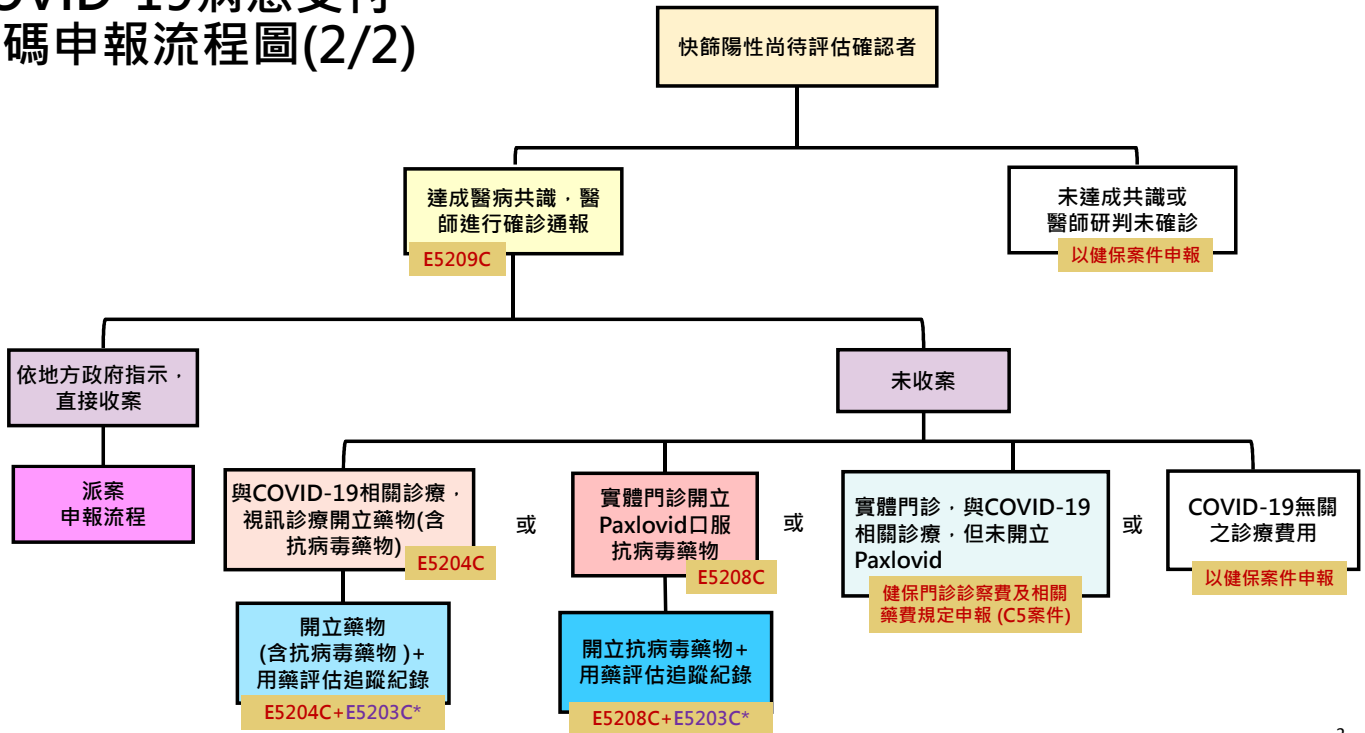 OVID-19病患支付
碼申報流程圖(2/2)
快篩陽性尚待評估確認者
達成醫病共識，醫
師進行確診通報
E5209C
未達成共識或
醫師研判未確診
以健保案件申報
依地方政府指示，
直接收案
未收案
派案
申報流程
與COVID-19相關診療，
視訊診療開立藥物(含
抗病毒藥物)
E5204C
或
實體門診開立
Paxlovid口服
抗病毒藥物
E5208C
或
實體門診，與COVID-19
相關診療，但未開立
Paxlovid
健保門診診察費及相關
藥費規定申報 (C5案件)
或
COVID-19無關
之診療費用
以健保案件申報
開立藥物
(含抗病毒藥物 )+
用藥評估追蹤紀錄
E5204C+E5203C*
開立抗病毒藥物+
用藥評估追蹤紀錄
E5208C+E5203C*